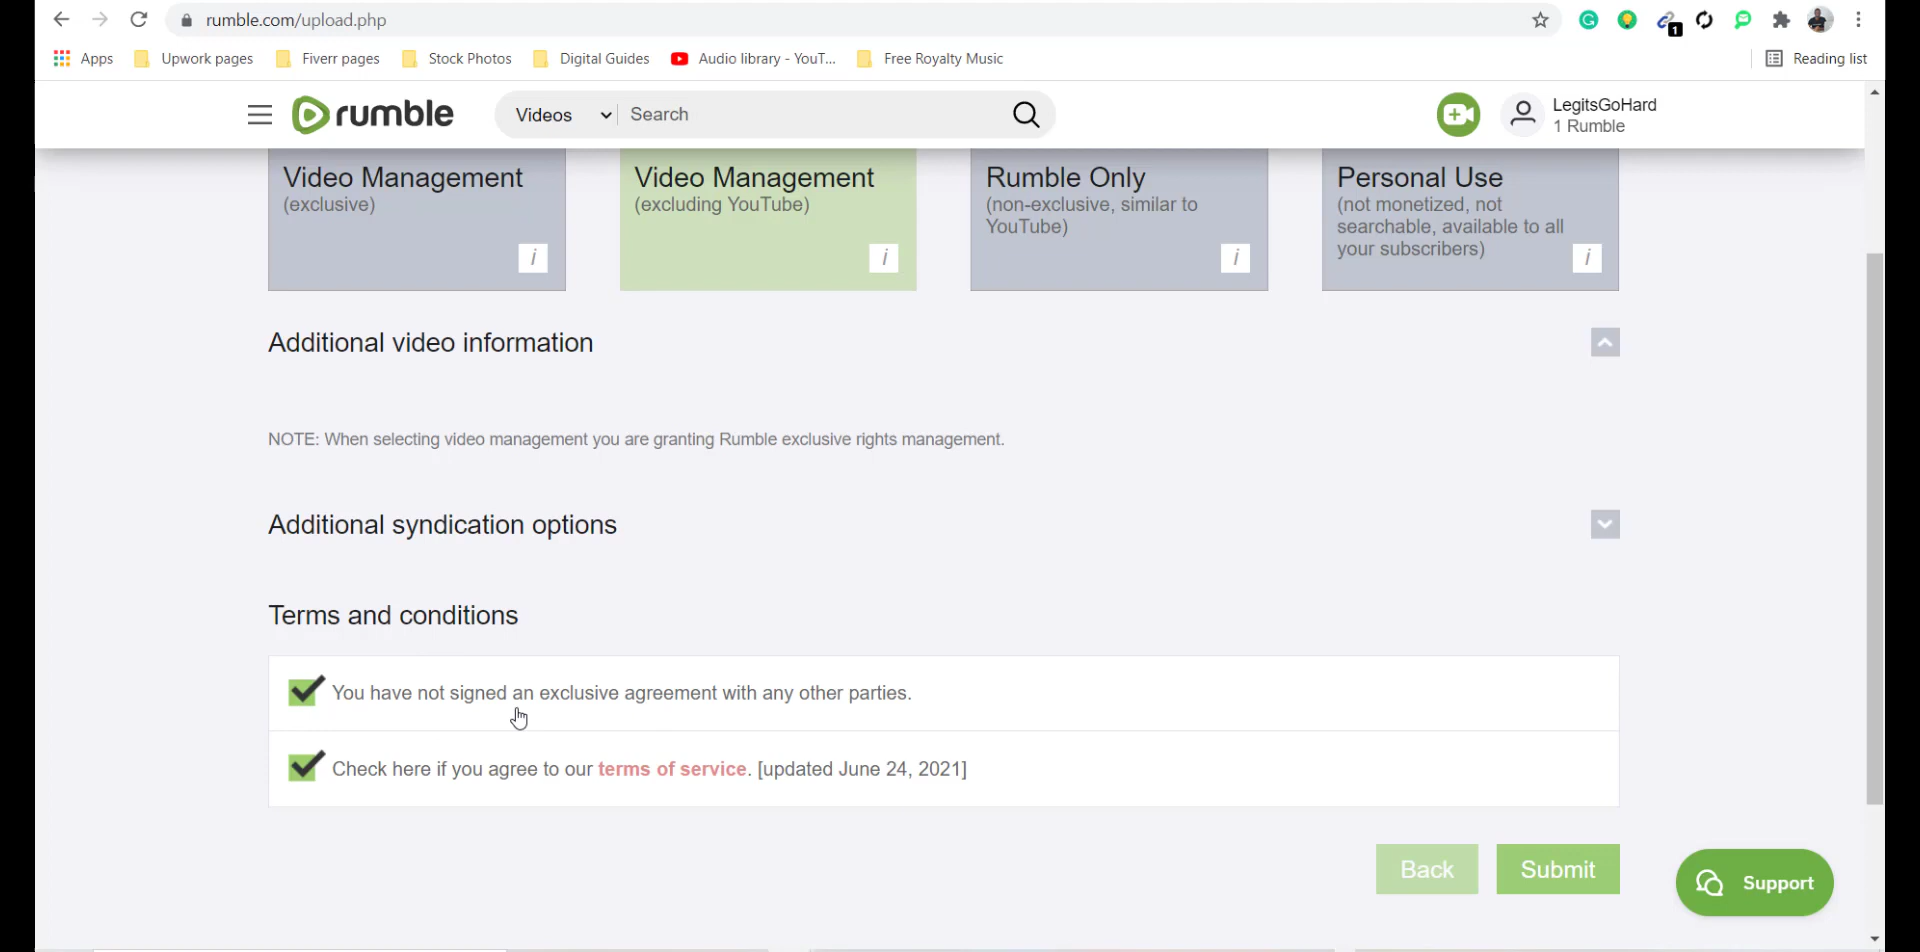 rumble.com/upload.php
1
Apps
Upwork pages
Fiverr pages
Stock Photos
Digital Guides
Audio library - YouT...
Free Royalty Music
Reading list
rumble
Videos
Search
LegitsGoHard
1 Rumble
Video Management
(exclusive)
i
Video Management
(excluding YouTube)
i
Rumble Only
(non-exclusive, similar to
YouTube)
i
Personal Use
(not monetized, not
searchable, available to all
your subscribers)
i
Additional video information
NOTE: When selecting video management you are granting Rumble exclusive rights management.
Additional syndication options
Terms and conditions
You have not signed an exclusive agreement with any other parties.
Check here if you agree to our terms of service. [updated June 24, 2021]
Back
Submit
Support